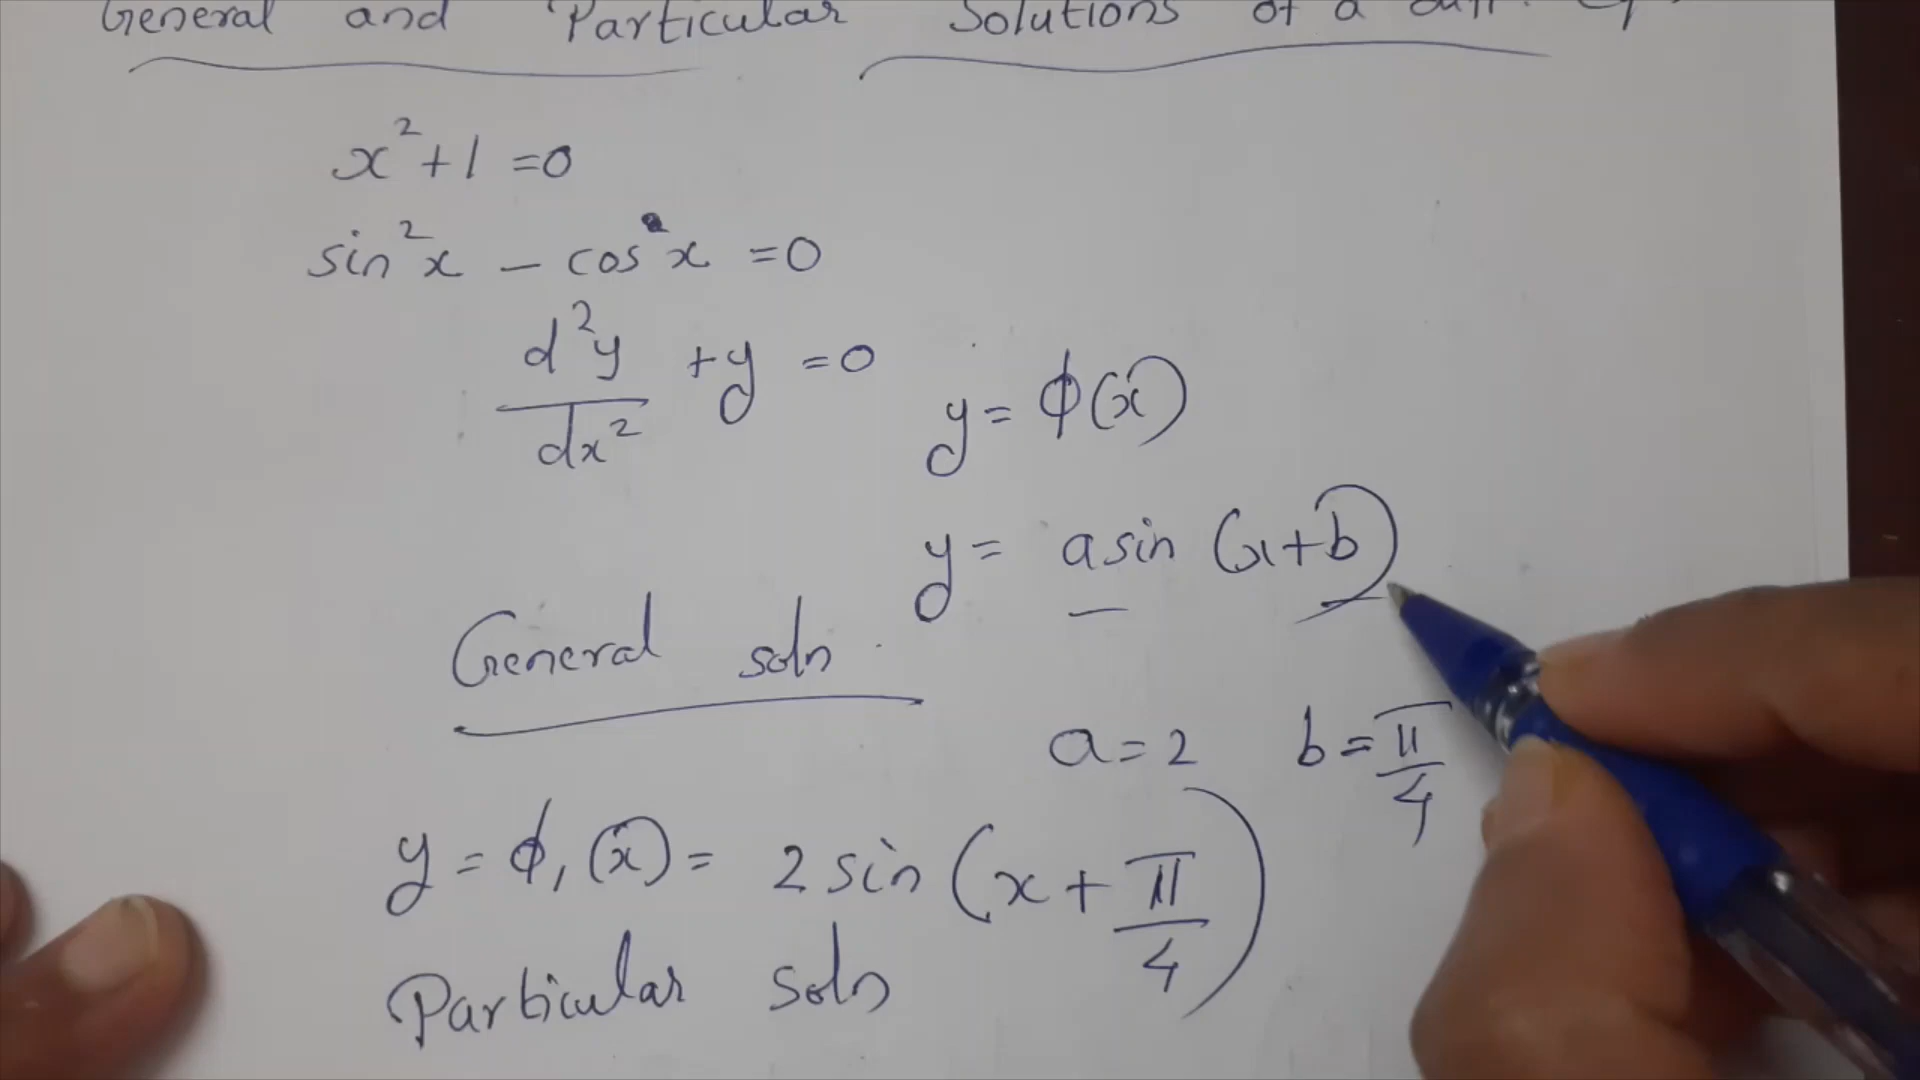 General and Particular Solutions of a
x²+1 =0
sin²x - cos²x =0
d²y/dx² +y =0
y= φ(x)
y= a sin (x+b)
General soln
a=2 b=π/4
y=φ₁(x)= 2 sin (x+π/4)
Particular soln